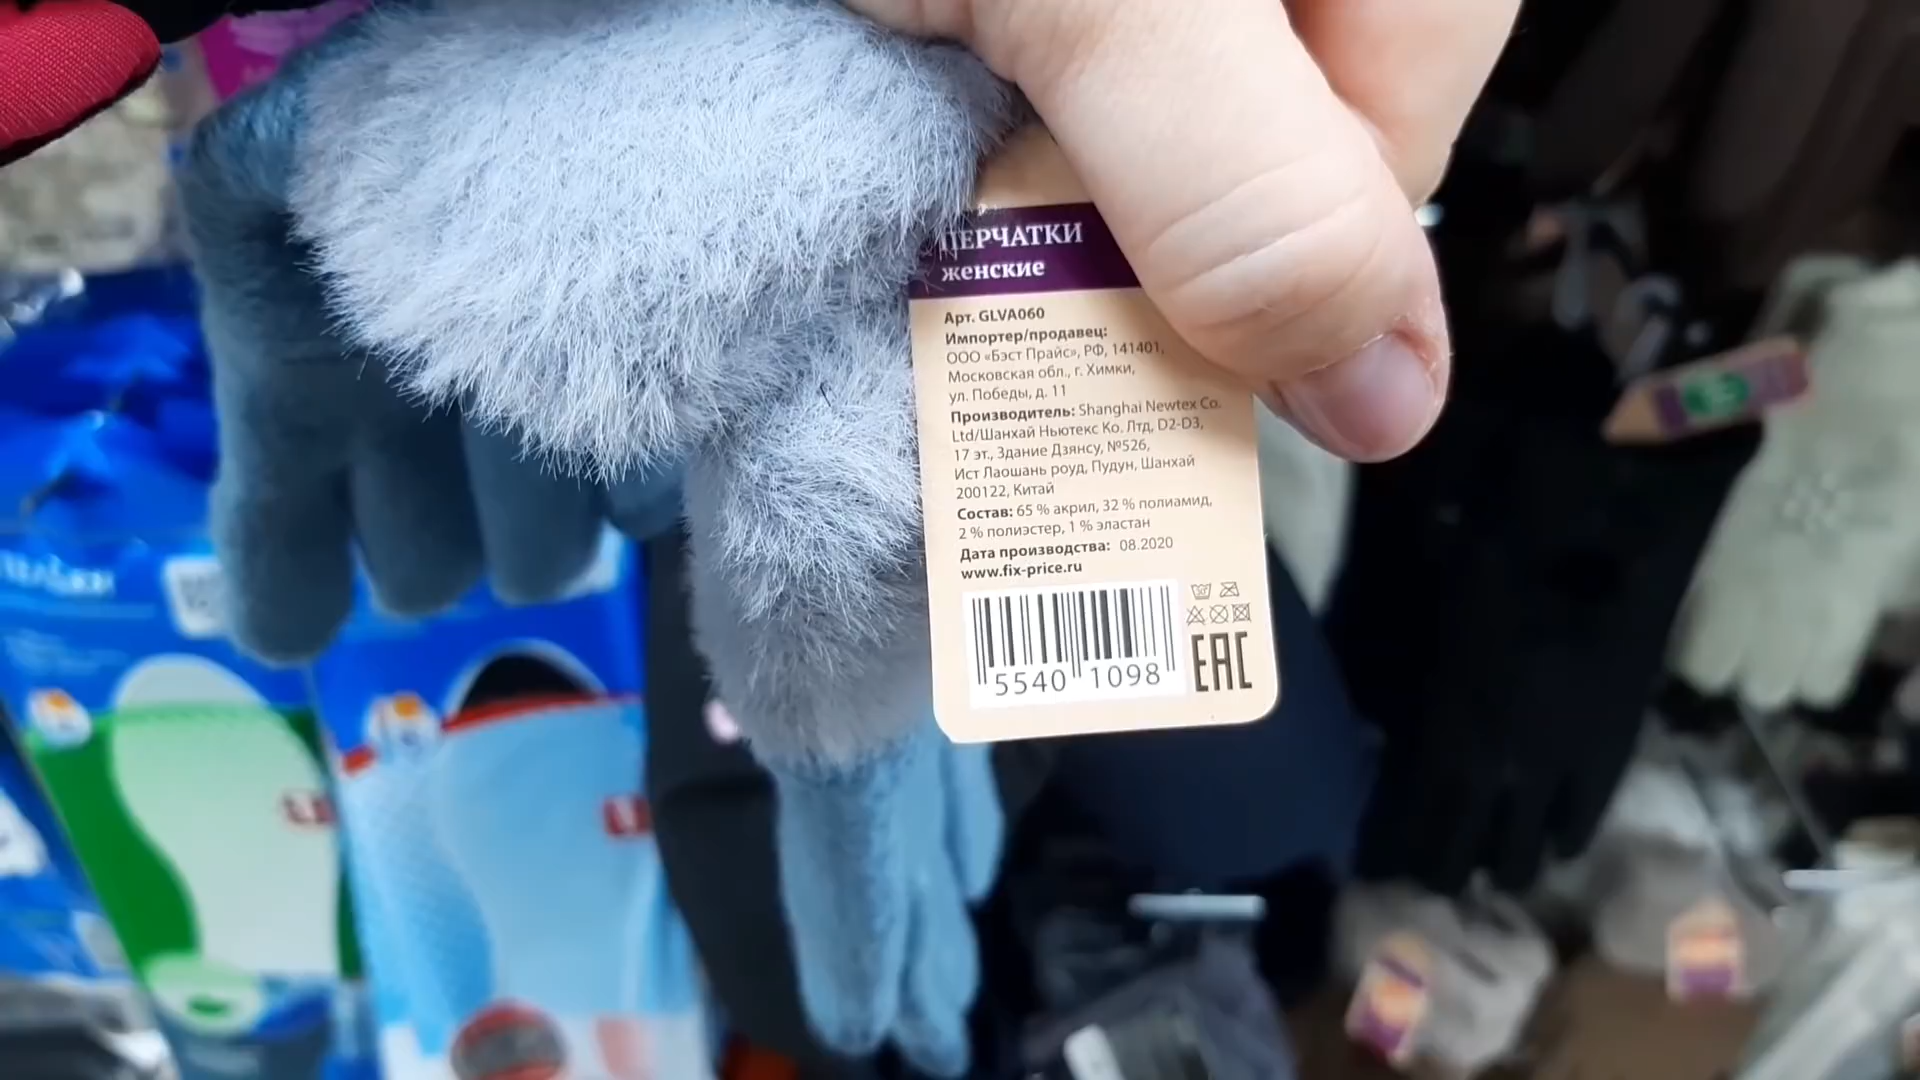 ПЕРЧАТКИ
женские
Арт. GLVA060
Импортер/продавец:
ООО «Бэст Прайс», РФ, 141401,
Московская обл., г. Химки,
ул. Победы, д. 11
Производитель: Shanghai Newtex Co.
Ltd/Шанхай Ньютекс Ко. Лтд, D2-D3,
17 эт., Здание Дзянсу, №526,
Ист Лаошань роуд, Пудун, Шанхай
200122, Китай
Состав: 65 % акрил, 32 % полиамид,
2 % полиэстер, 1 % эластан
Дата производства: 08.2020
www.fix-price.ru
5540 1098
EAC